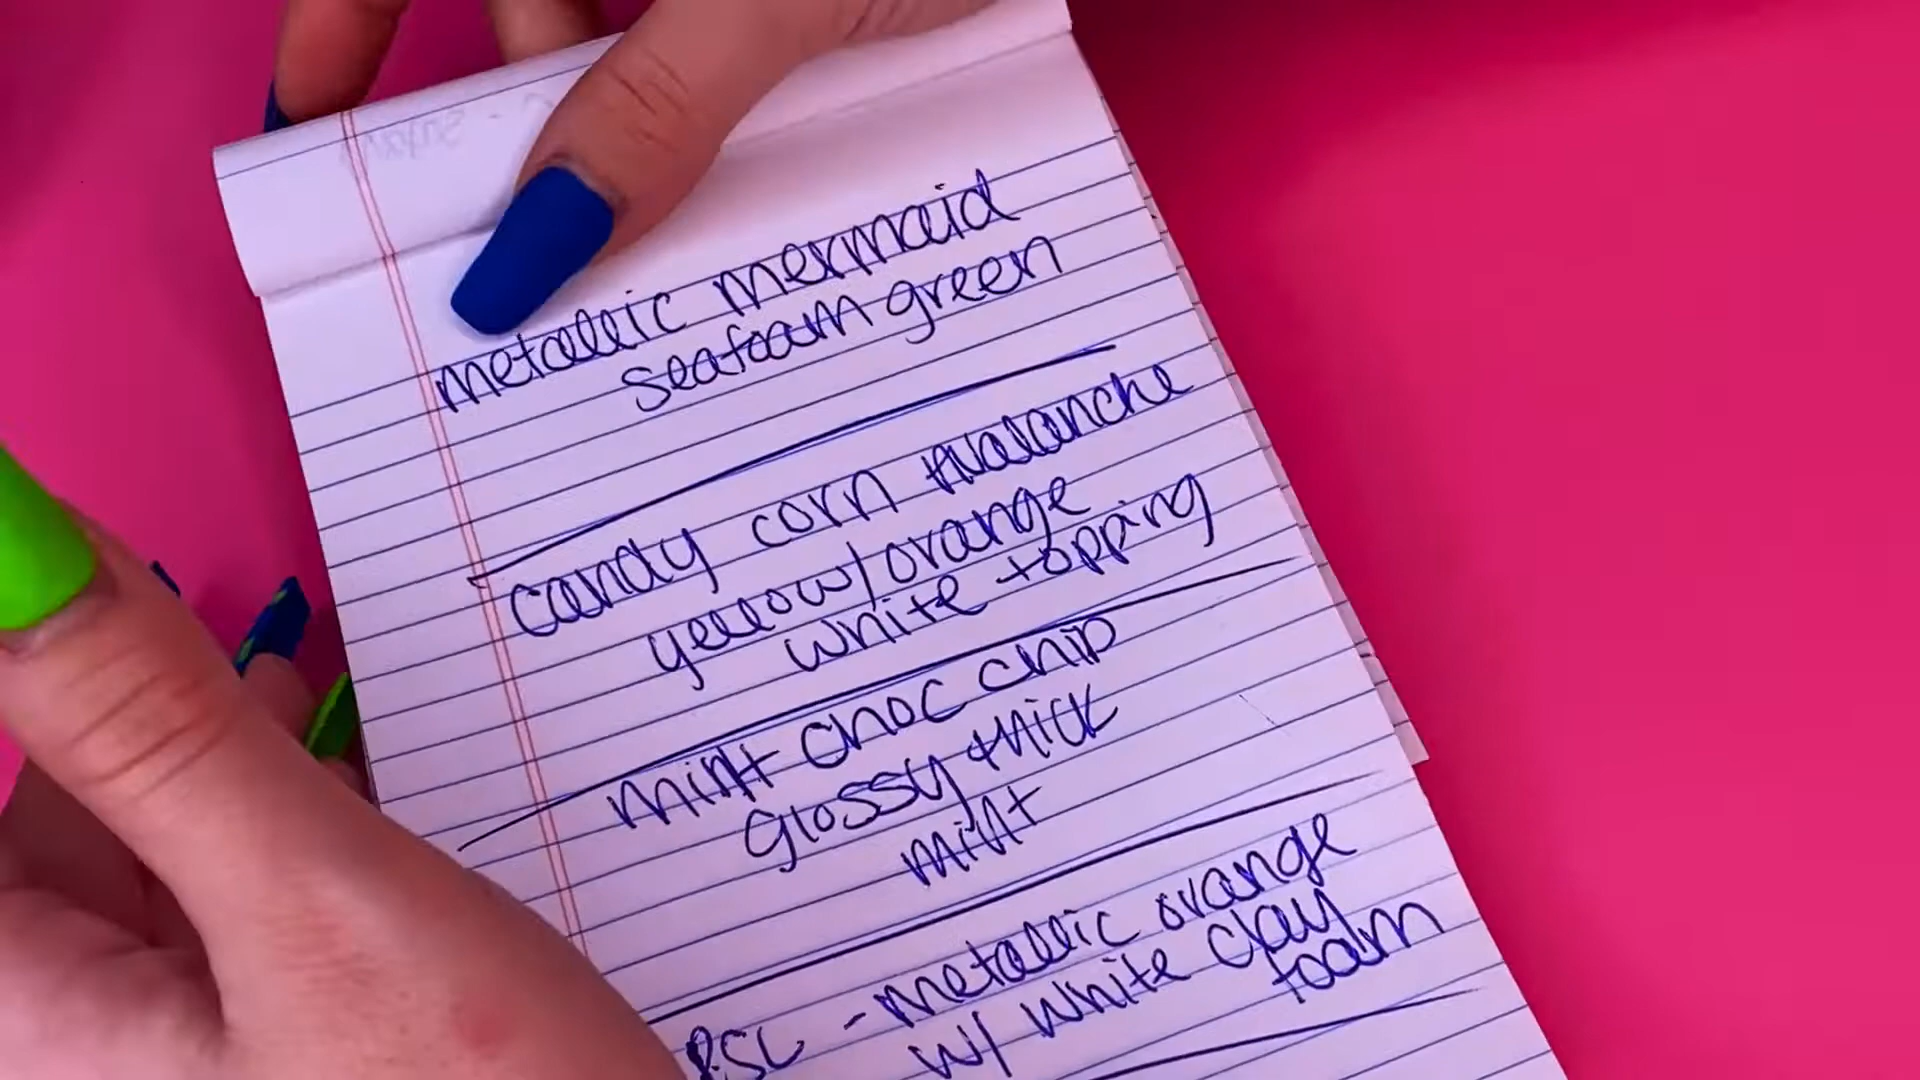 metallic mermaid
seafoam green
candy corn avalanche
yellow/orange
white topping
mint choc chip
glossy thick
mint
PSL - metallic orange
w/ white clay
foam